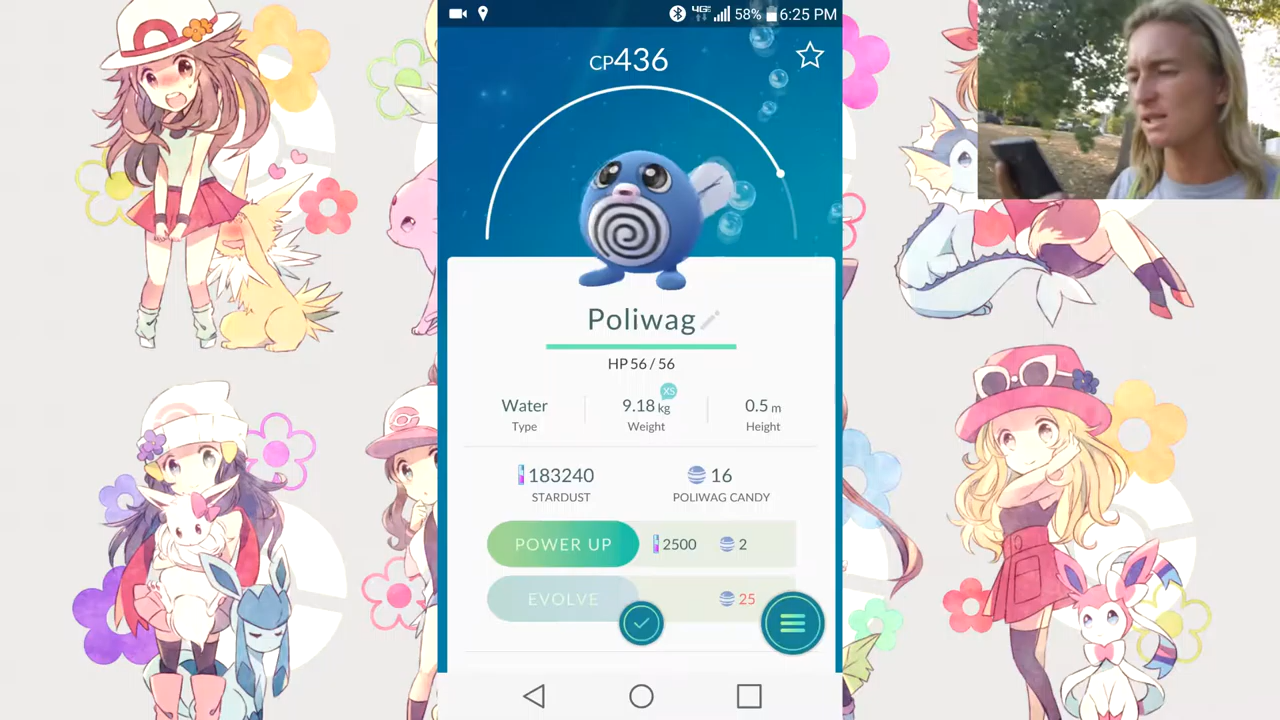 4G 58% 6:25 PM
CP436
Poliwag
HP 56 / 56
XS
Water 9.18 kg 0.5 m
Type Weight Height
183240 16
STARDUST POLIWAG CANDY
POWER UP 2500 2
EVOLVE 25